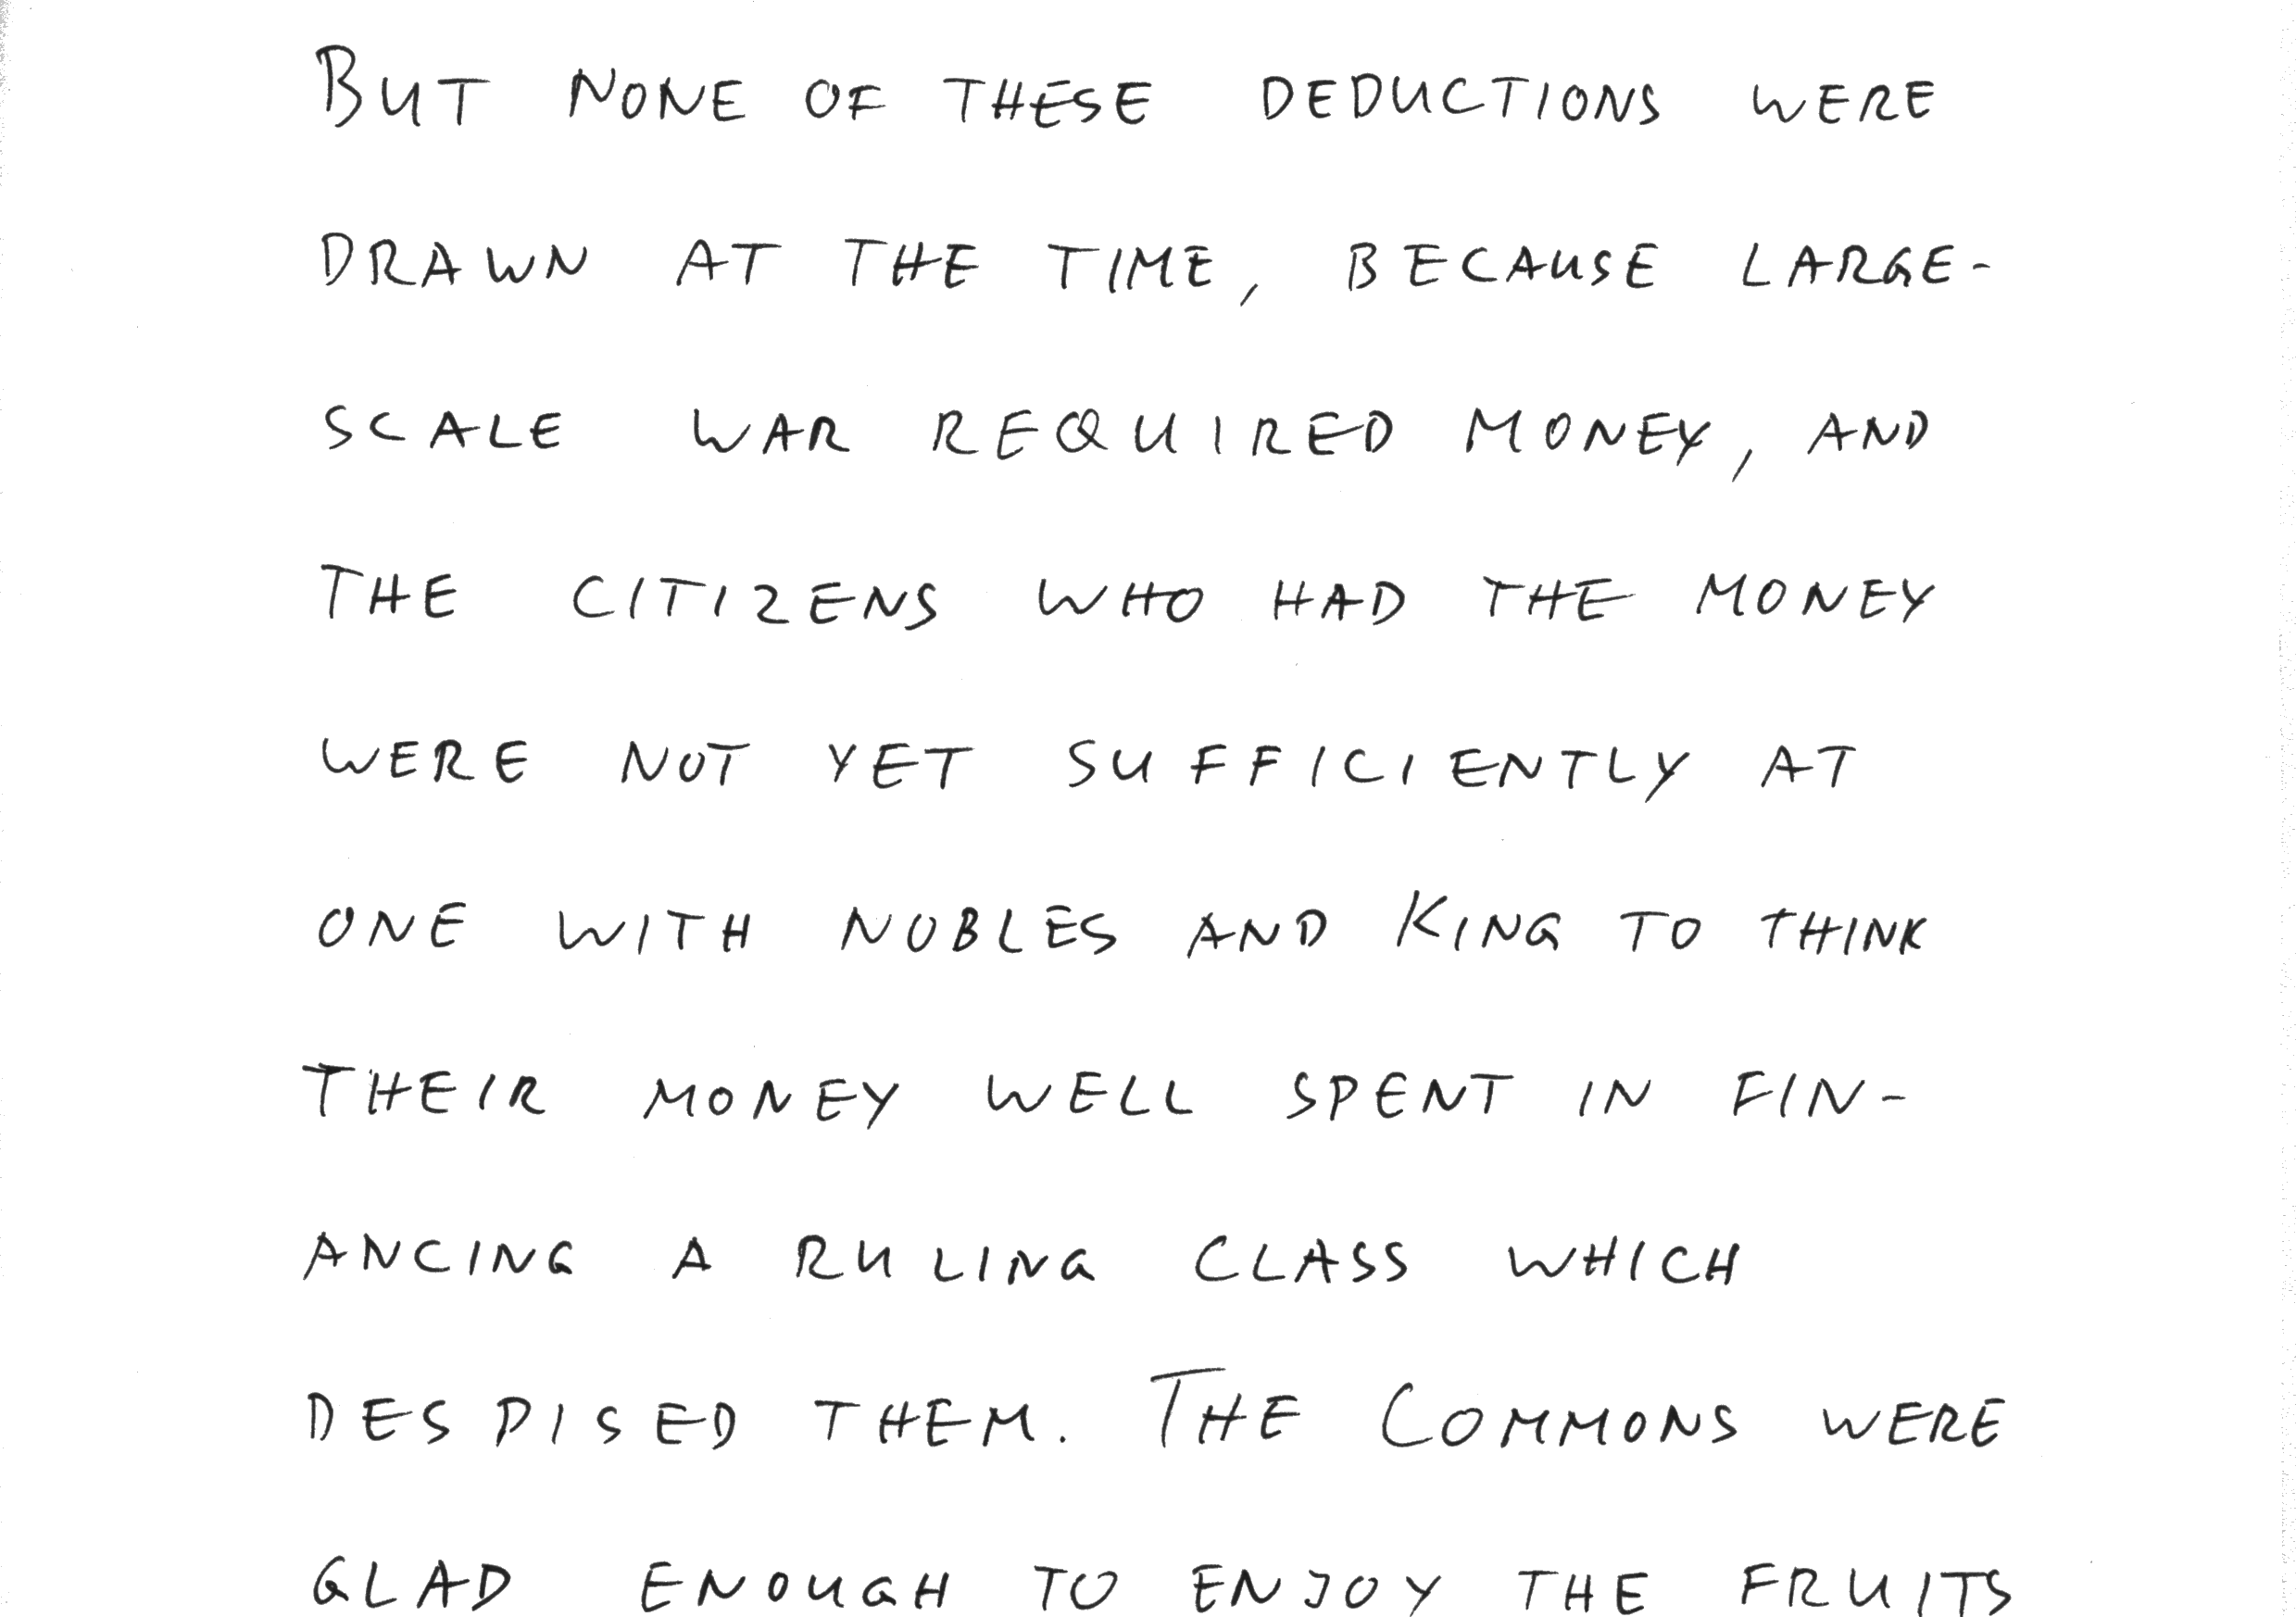 But none of these deductions were
drawn at the time, because large-
scale war required money, and
the citizens who had the money
were not yet sufficiently at
one with nobles and King to think
their money well spent in fin-
ancing a ruling class which
despised them. The Commons were
glad enough to enjoy the fruits